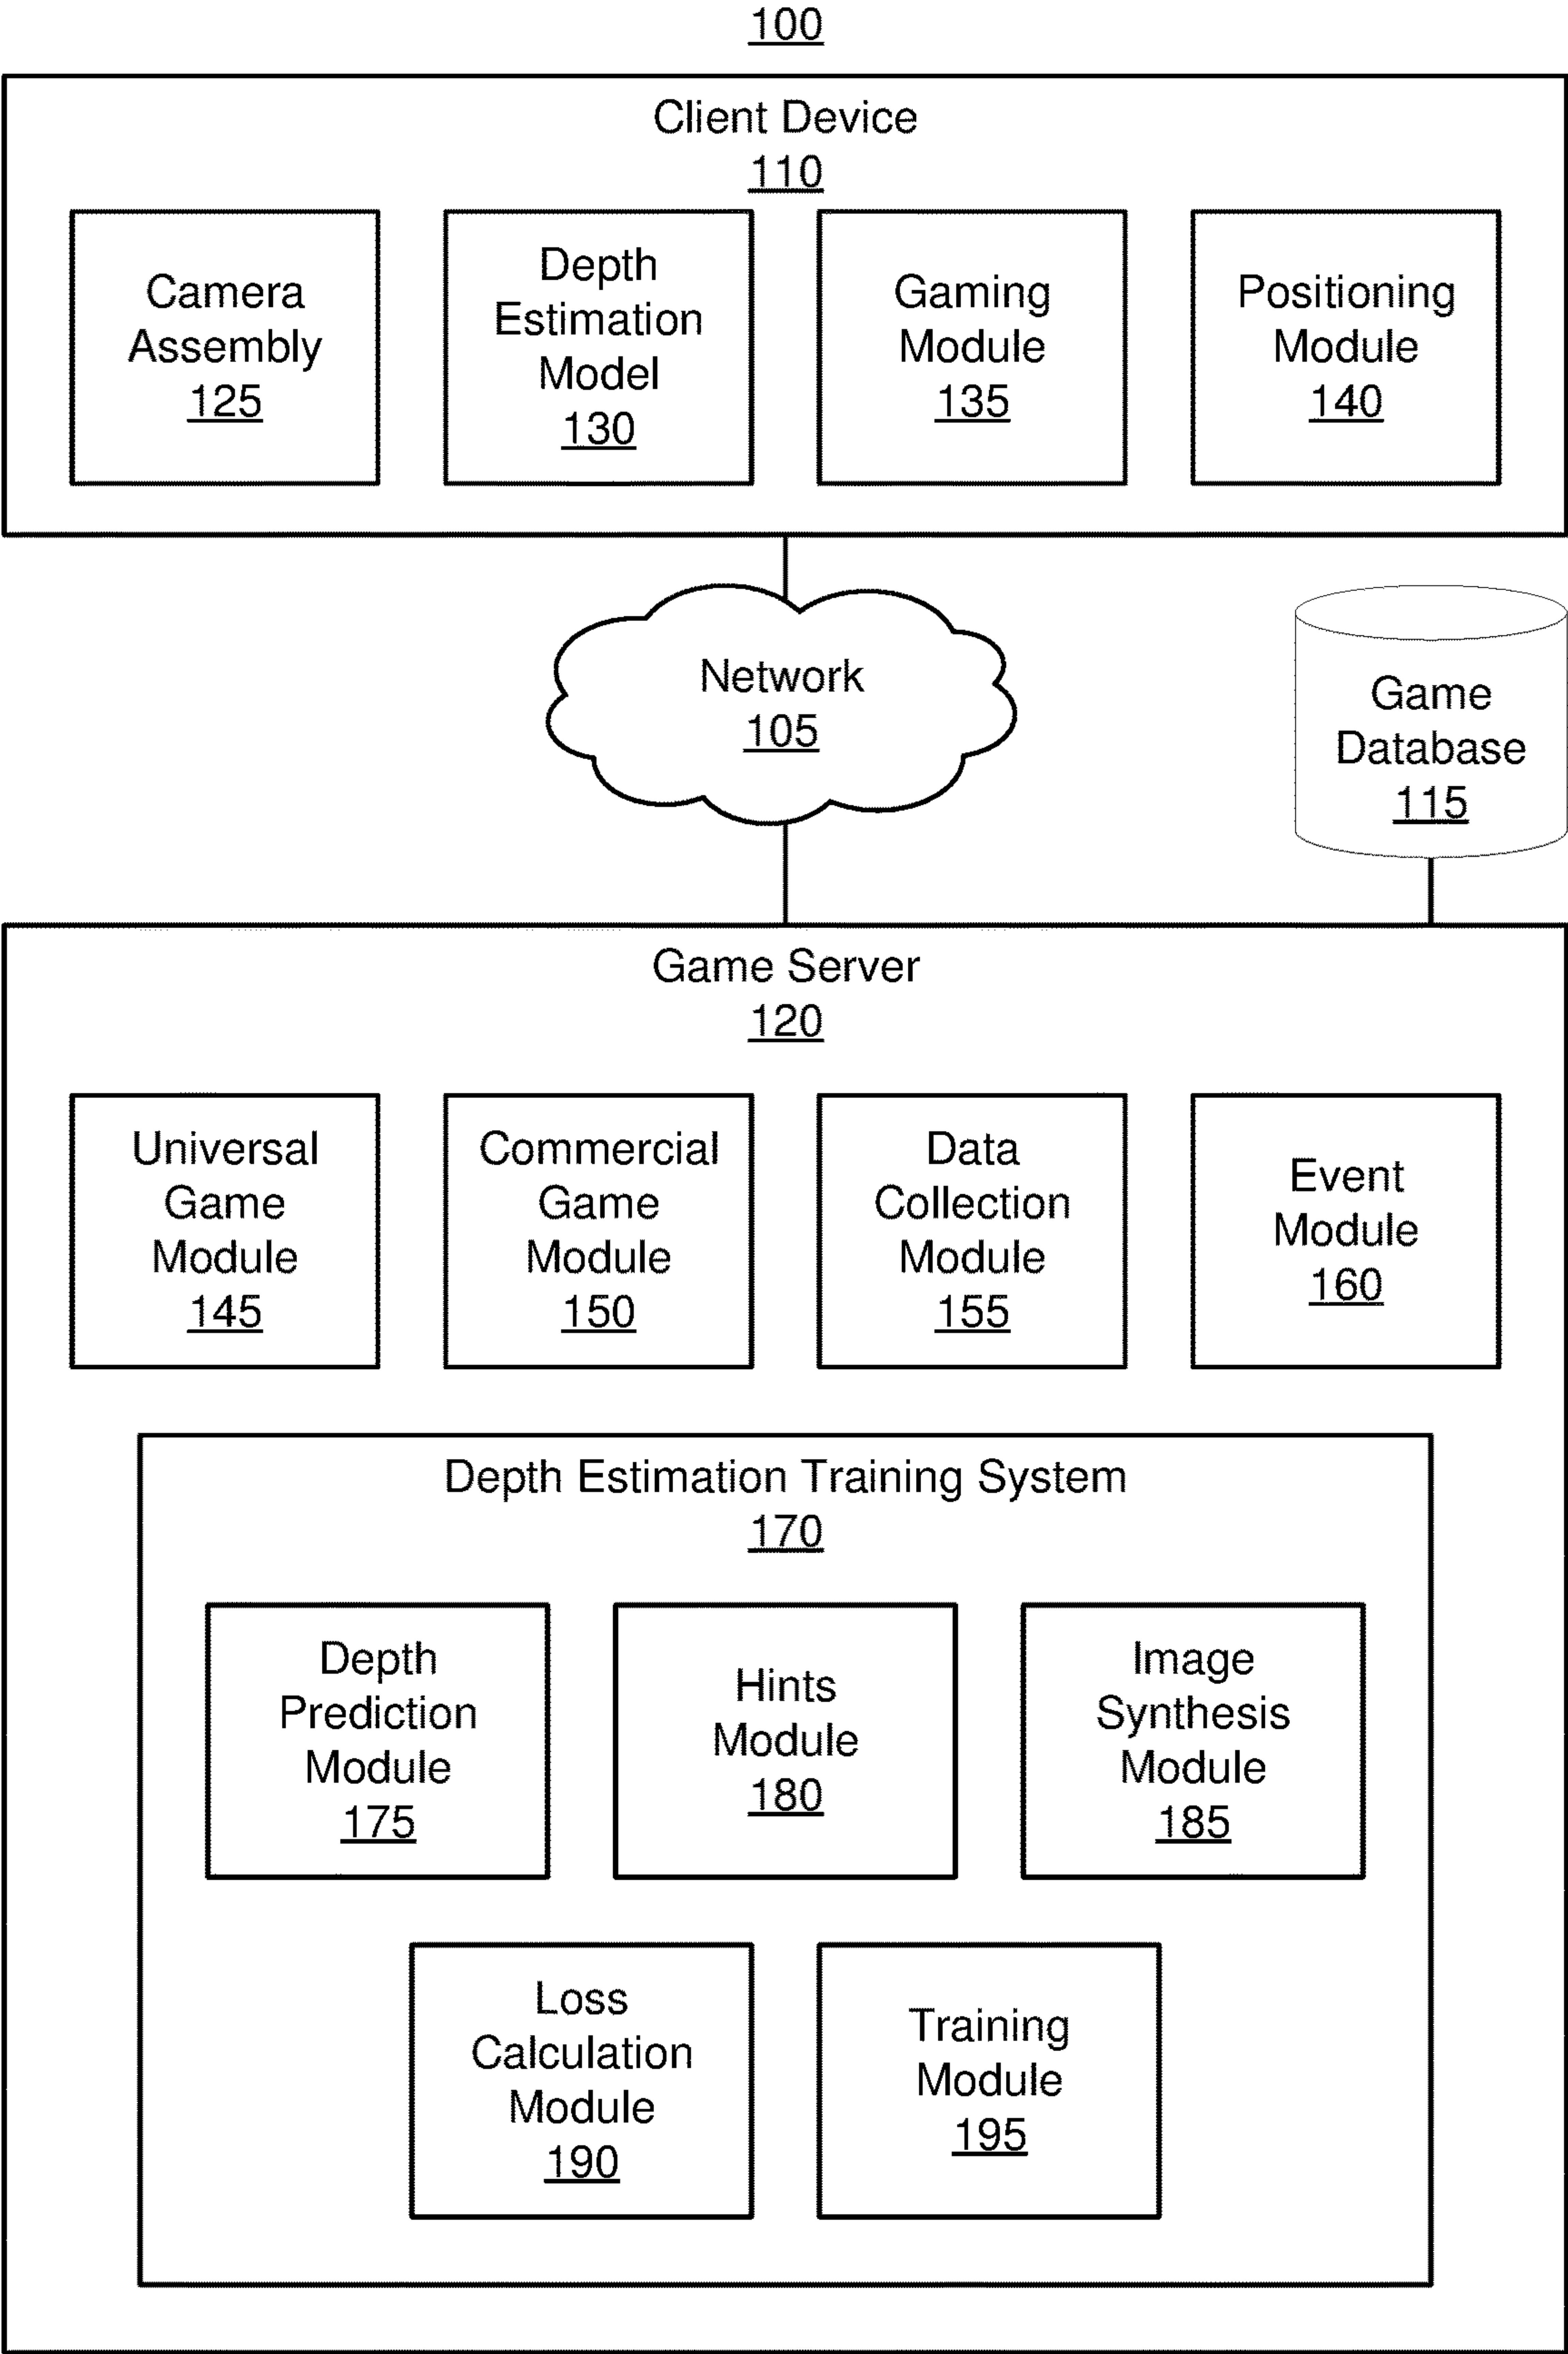 100
Client Device
110
Camera
Assembly
125
Depth
Estimation
Model
130
Gaming
Module
135
Positioning
Module
140
Network
105
Game
Database
115
Game Server
120
Universal
Game
Module
145
Commercial
Game
Module
150
Data
Collection
Module
155
Event
Module
160
Depth Estimation Training System
170
Depth
Prediction
Module
175
Hints
Module
180
Image
Synthesis
Module
185
Loss
Calculation
Module
190
Training
Module
195